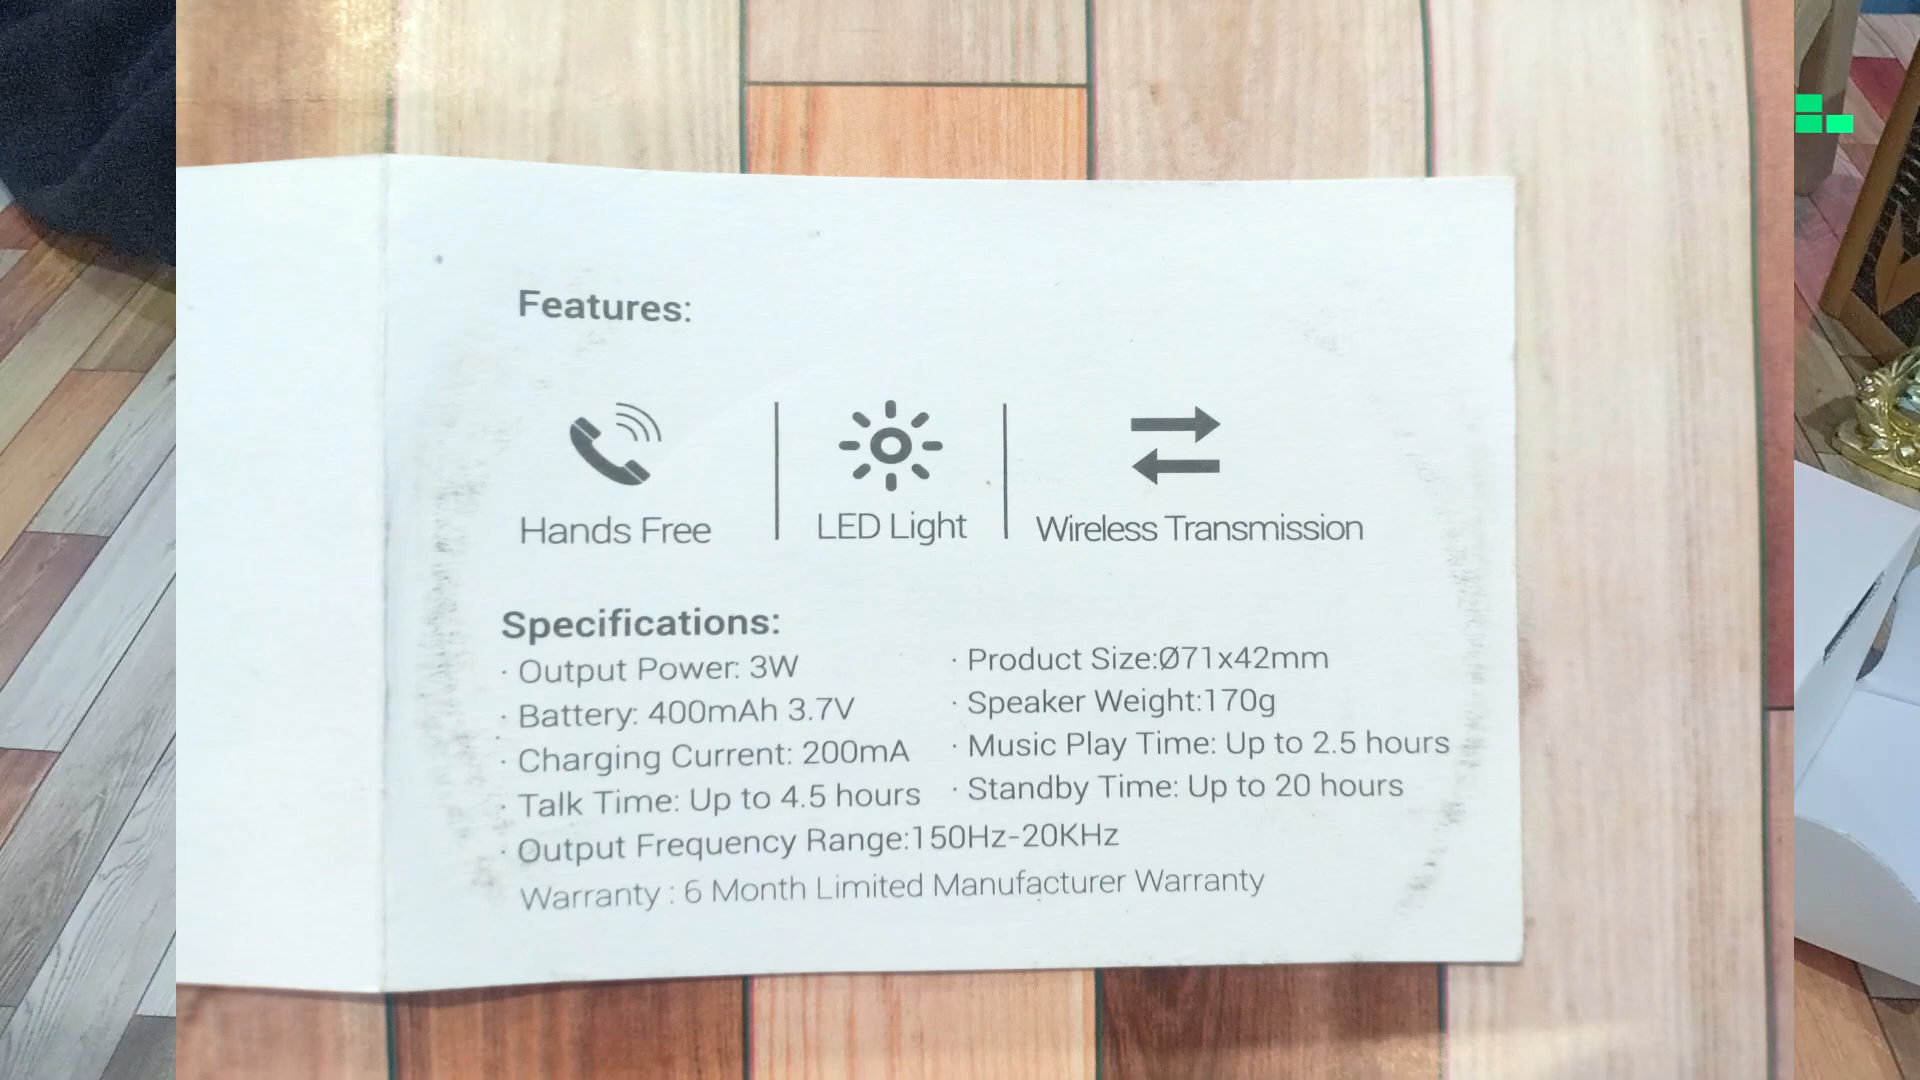 Features:
Hands Free
LED Light
Wireless Transmission
Specifications:
· Output Power: 3W
· Battery: 400mAh 3.7V
· Charging Current: 200mA
· Talk Time: Up to 4.5 hours
· Product Size:Ø71x42mm
· Speaker Weight:170g
· Music Play Time: Up to 2.5 hours
· Standby Time: Up to 20 hours
· Output Frequency Range:150Hz-20KHz
Warranty : 6 Month Limited Manufacturer Warranty